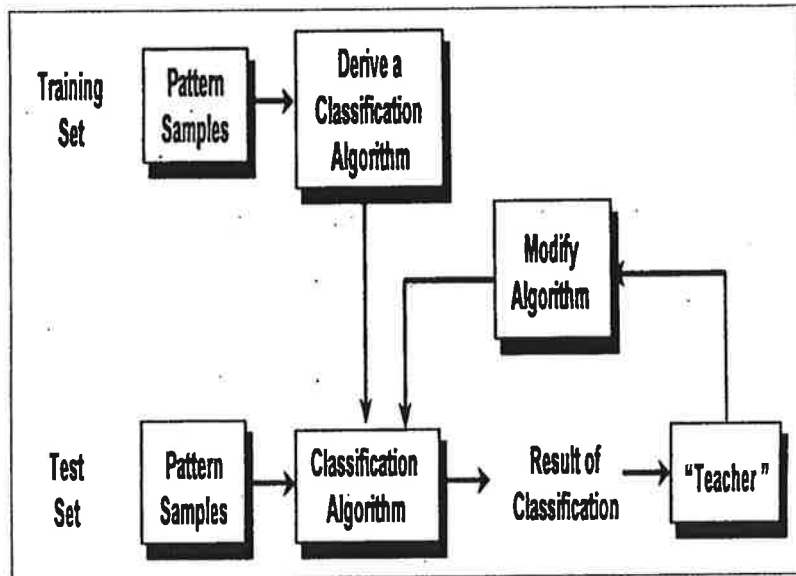 Training
Set
Pattern
Samples
Derive a
Classification
Algorithm
Modify
Algorithm
Test
Set
Pattern
Samples
Classification
Algorithm
Result of
Classification
“Teacher”